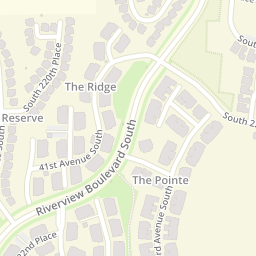 South 220th Place
The Ridge
Reserve
South 2
41st Avenue South
Riverview Boulevard South
The Pointe
rd Avenue South
2nd Place